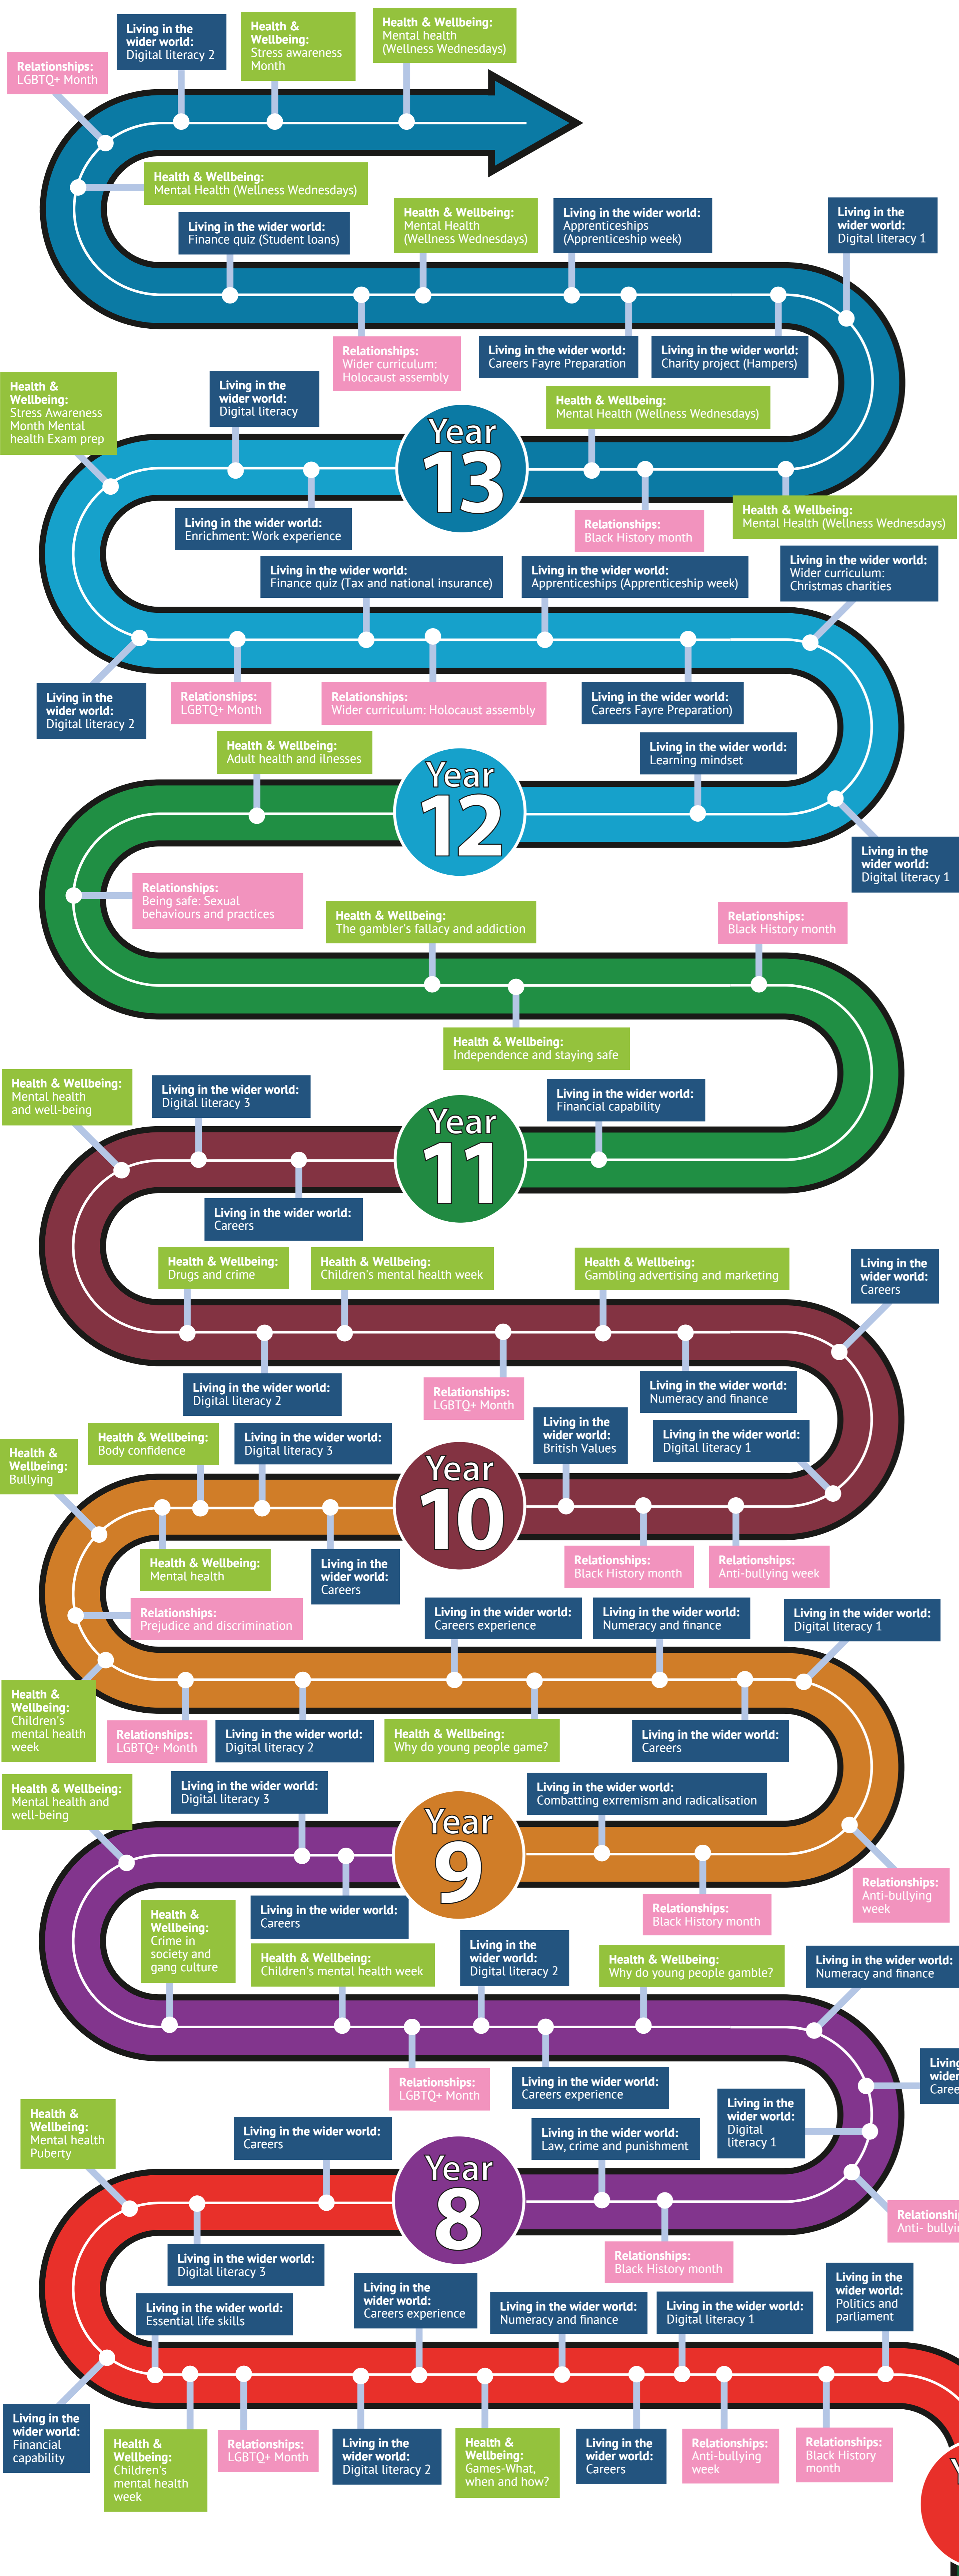 Living in the
wider world:
Digital literacy 2
Health &
Wellbeing:
Stress awareness
Month
Health & Wellbeing:
Mental health
(Wellness Wednesdays)
Relationships:
LGBTQ+ Month
Health & Wellbeing:
Mental Health (Wellness Wednesdays)
Living in the wider world:
Finance quiz (Student loans)
Health & Wellbeing:
Mental Health
(Wellness Wednesdays)
Living in the wider world:
Apprenticeships
(Apprenticeship week)
Living in the
wider world:
Digital literacy 1
Relationships:
Wider curriculum:
Holocaust assembly
Living in the wider world:
Careers Fayre Preparation
Living in the wider world:
Charity project (Hampers)
Health &
Wellbeing:
Stress Awareness
Month Mental
health Exam prep
Living in the
wider world:
Digital literacy
Year
13
Health & Wellbeing:
Mental Health (Wellness Wednesdays)
Living in the wider world:
Enrichment: Work experience
Relationships:
Black History month
Health & Wellbeing:
Mental Health (Wellness Wednesdays)
Living in the wider world:
Finance quiz (Tax and national insurance)
Living in the wider world:
Apprenticeships (Apprenticeship week)
Living in the wider world:
Wider curriculum:
Christmas charities
Living in the
wider world:
Digital literacy 2
Relationships:
LGBTQ+ Month
Relationships:
Wider curriculum: Holocaust assembly
Living in the wider world:
Careers Fayre Preparation)
Health & Wellbeing:
Adult health and ilnesses
Year
12
Living in the wider world:
Learning mindset
Living in the
wider world:
Digital literacy 1
Relationships:
Being safe: Sexual
behaviours and practices
Health & Wellbeing:
The gambler's fallacy and addiction
Relationships:
Black History month
Health & Wellbeing:
Independence and staying safe
Health & Wellbeing:
Mental health
and well-being
Living in the wider world:
Digital literacy 3
Year
11
Living in the wider world:
Financial capability
Living in the wider world:
Careers
Health & Wellbeing:
Drugs and crime
Health & Wellbeing:
Children's mental health week
Health & Wellbeing:
Gambling advertising and marketing
Living in the
wider world:
Careers
Living in the wider world:
Digital literacy 2
Relationships:
LGBTQ+ Month
Living in the wider world:
Numeracy and finance
Health &
Wellbeing:
Bullying
Health & Wellbeing:
Body confidence
Living in the wider world:
Digital literacy 3
Year
10
Living in the
wider world:
British Values
Living in the wider world:
Digital literacy 1
Health & Wellbeing:
Mental health
Living in the
wider world:
Careers
Relationships:
Black History month
Relationships:
Anti-bullying week
Relationships:
Prejudice and discrimination
Living in the wider world:
Careers experience
Living in the wider world:
Numeracy and finance
Living in the wider world:
Digital literacy 1
Health &
Wellbeing:
Children's
mental health
week
Relationships:
LGBTQ+ Month
Living in the wider world:
Digital literacy 2
Health & Wellbeing:
Why do young people game?
Living in the wider world:
Careers
Health & Wellbeing:
Mental health and
well-being
Living in the wider world:
Digital literacy 3
Year
9
Living in the wider world:
Combatting exrremism and radicalisation
Living in the wider world:
Careers
Relationships:
Black History month
Relationships:
Anti-bullying
week
Health &
Wellbeing:
Crime in
society and
gang culture
Health & Wellbeing:
Children's mental health week
Living in the
wider world:
Digital literacy 2
Health & Wellbeing:
Why do young people gamble?
Living in the wider world:
Numeracy and finance
Relationships:
LGBTQ+ Month
Living in the wider world:
Careers experience
Living
wider
Caree
Health &
Wellbeing:
Mental health
Puberty
Living in the wider world:
Careers
Year
8
Living in the wider world:
Law, crime and punishment
Living in the
wider world:
Digital
literacy 1
Relationshi
Anti- bullyi
Living in the wider world:
Digital literacy 3
Relationships:
Black History month
Living in the wider world:
Essential life skills
Living in the
wider world:
Careers experience
Living in the wider world:
Numeracy and finance
Living in the wider world:
Digital literacy 1
Living in the
wider world:
Politics and
parliament
Living in the
wider world:
Financial
capability
Health &
Wellbeing:
Children's
mental health
week
Relationships:
LGBTQ+ Month
Living in the
wider world:
Digital literacy 2
Health &
Wellbeing:
Games-What,
when and how?
Living in the
wider world:
Careers
Relationships:
Anti-bullying
week
Relationships:
Black History
month